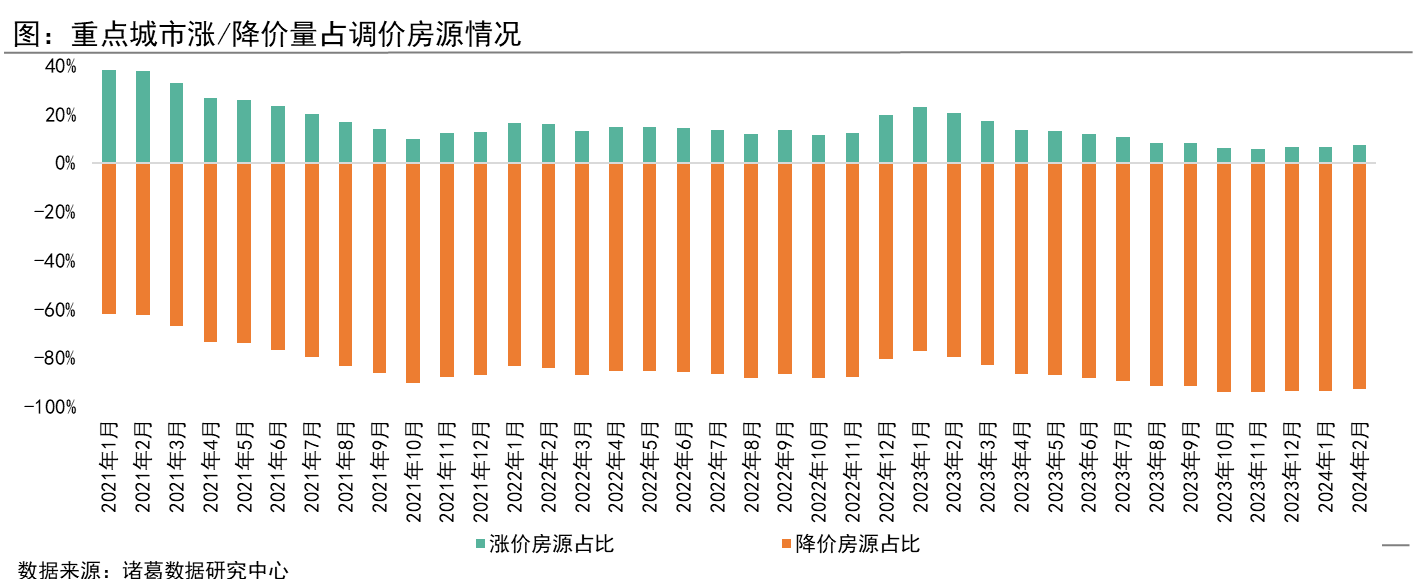 图：重点城市涨/降价量占调价房源情况
40%
20%
0%
-20%
-40%
-60%
-80%
-100%
2021年1月
2021年2月
2021年3月
2021年4月
2021年5月
2021年6月
2021年7月
2021年8月
2021年9月
2021年10月
2021年11月
2021年12月
2022年1月
2022年2月
2022年3月
2022年4月
2022年5月
2022年6月
2022年7月
2022年8月
2022年9月
2022年10月
2022年11月
2022年12月
2023年1月
2023年2月
2023年3月
2023年4月
2023年5月
2023年6月
2023年7月
2023年8月
2023年9月
2023年10月
2023年11月
2023年12月
2024年1月
2024年2月
涨价房源占比
降价房源占比
数据来源：诸葛数据研究中心